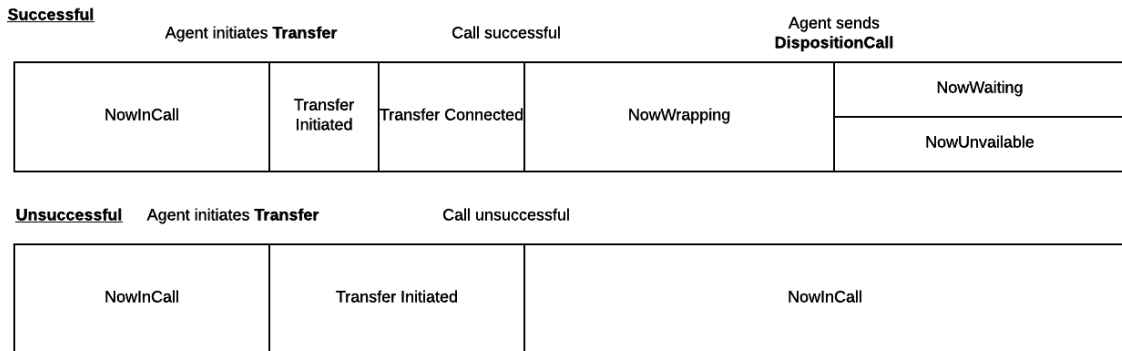 Successful
Agent initiates Transfer
Call successful
Agent sends
DispositionCall
NowInCall
Transfer
Initiated
Transfer Connected
NowWrapping
NowWaiting
NowUnvailable
Unsuccessful
Agent initiates Transfer
Call unsuccessful
NowInCall
Transfer Initiated
NowInCall